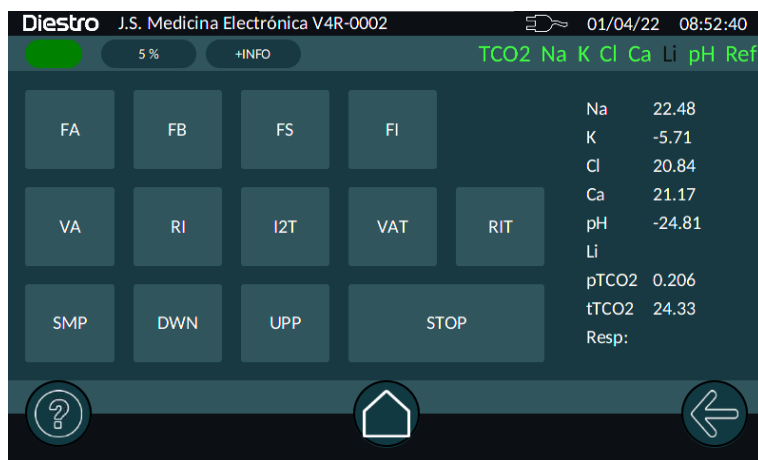 Diestro J.S. Medicina Electrónica V4R-0002 01/04/22 08:52:40
5 % +INFO TCO2 Na K Cl Ca Li pH Ref
FA FB FS FI
VA RI I2T VAT RIT
SMP DWN UPP STOP
Na 22.48
K -5.71
Cl 20.84
Ca 21.17
pH -24.81
Li
pTCO2 0.206
tTCO2 24.33
Resp:
?